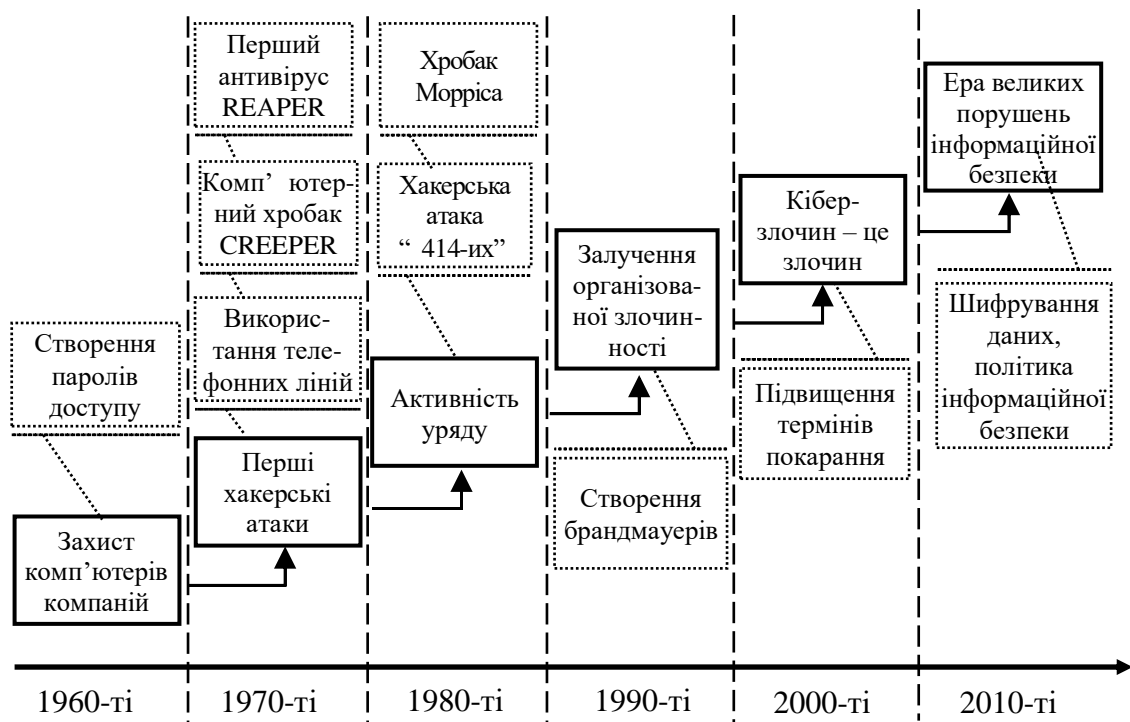 Створення
паролів
доступу
Захист
комп’ютерів
компаній
Перший
антивірус
REAPER
Комп’ ютер-
ний хробак
CREEPER
Викорис-
тання теле-
фонних ліній
Перші
хакерські
атаки
Хробак
Морріса
Хакерська
атака
“ 414-их”
Активність
уряду
Залучення
організова-
ної злочин-
ності
Створення
брандмауерів
Кібер-
злочин – це
злочин
Підвищення
термінів
покарання
Ера великих
порушень
інформаційної
безпеки
Шифрування
даних,
політика
інформаційної
безпеки
1960-ті
1970-ті
1980-ті
1990-ті
2000-ті
2010-ті